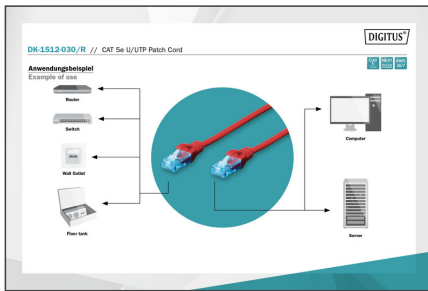 DIGITUS®
DK-1512-030/R // CAT 5e U/UTP Patch Cord
Anwendungsbeispiel
Example of use
Router
Switch
Wall Outlet
Floor tank
Computer
Server